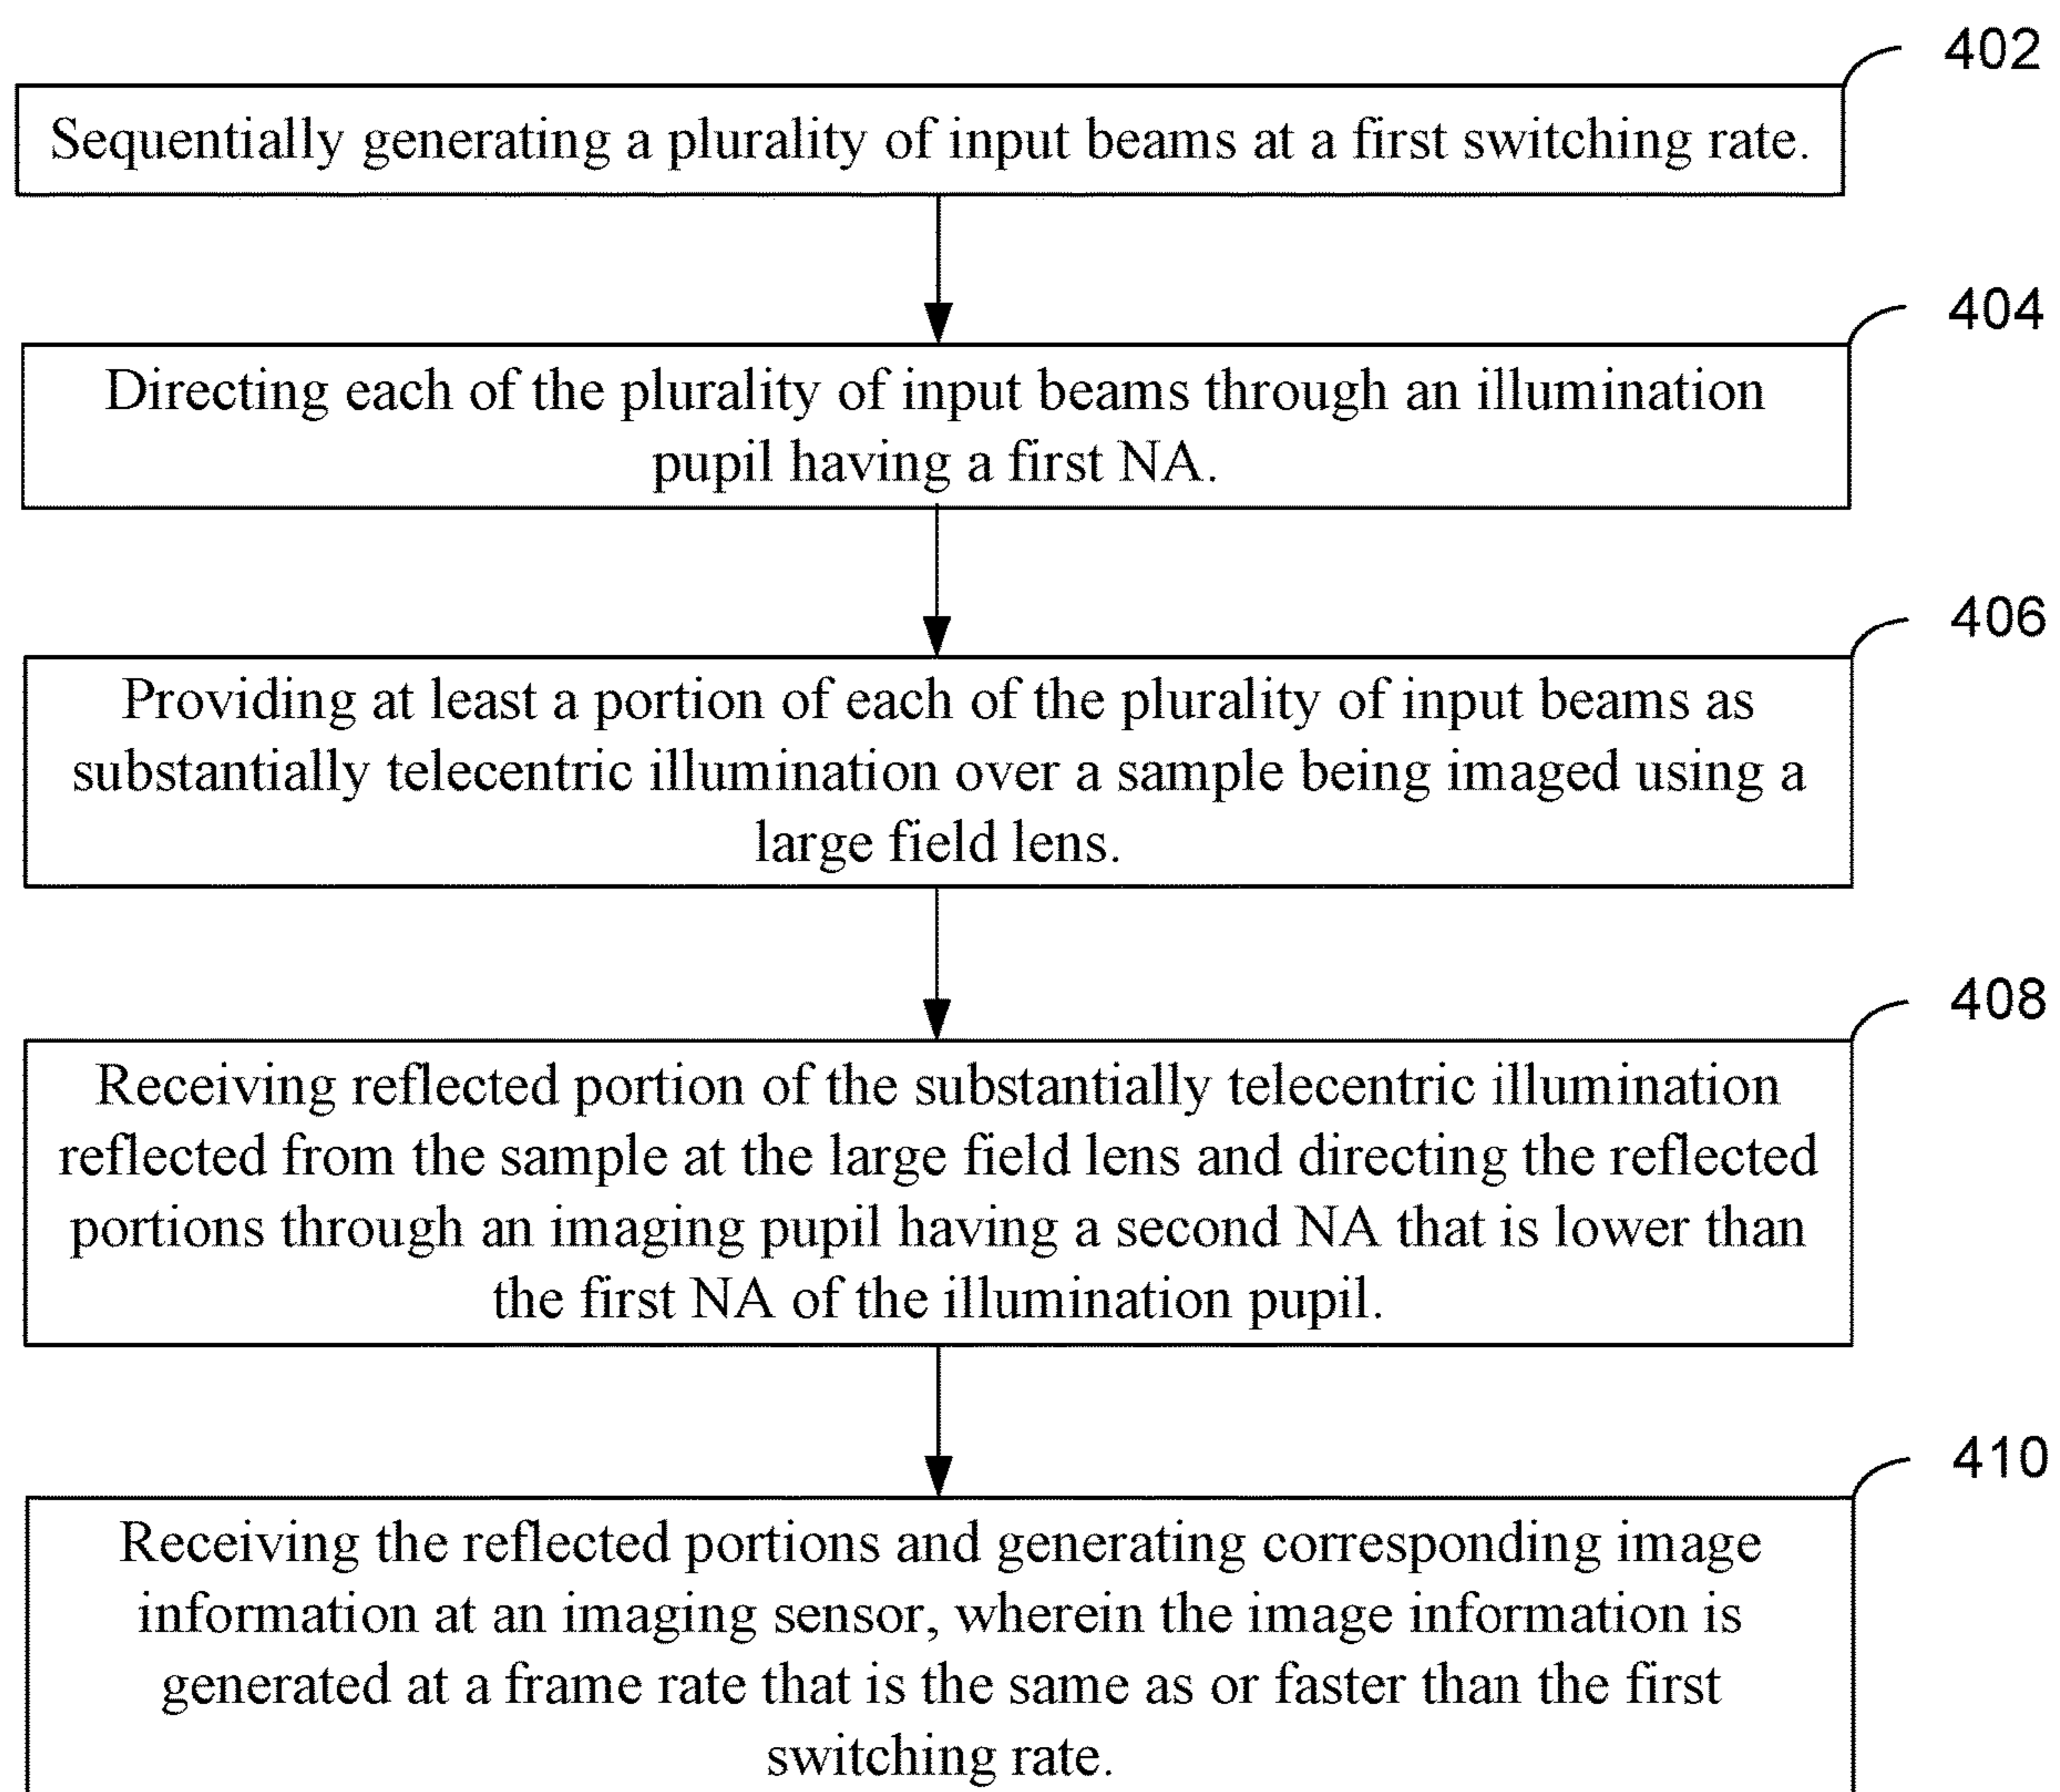 402
Sequentially generating a plurality of input beams at a first switching rate.
404
Directing each of the plurality of input beams through an illumination
pupil having a first NA.
406
Providing at least a portion of each of the plurality of input beams as
substantially telecentric illumination over a sample being imaged using a
large field lens.
408
Receiving reflected portion of the substantially telecentric illumination
reflected from the sample at the large field lens and directing the reflected
portions through an imaging pupil having a second NA that is lower than
the first NA of the illumination pupil.
410
Receiving the reflected portions and generating corresponding image
information at an imaging sensor, wherein the image information is
generated at a frame rate that is the same as or faster than the first
switching rate.